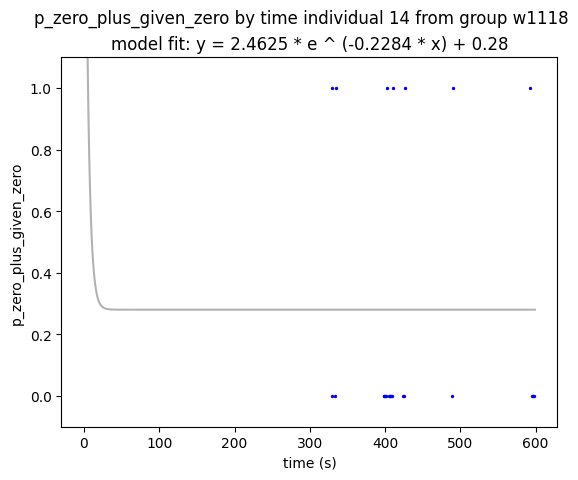 p_zero_plus_given_zero by time individual 14 from group w1118
model fit: y = 2.4625 * e ^ (-0.2284 * x) + 0.28
1.0
0.8
0.6
0.4
0.2
0.0
p_zero_plus_given_zero
0 100 200 300 400 500 600
time (s)